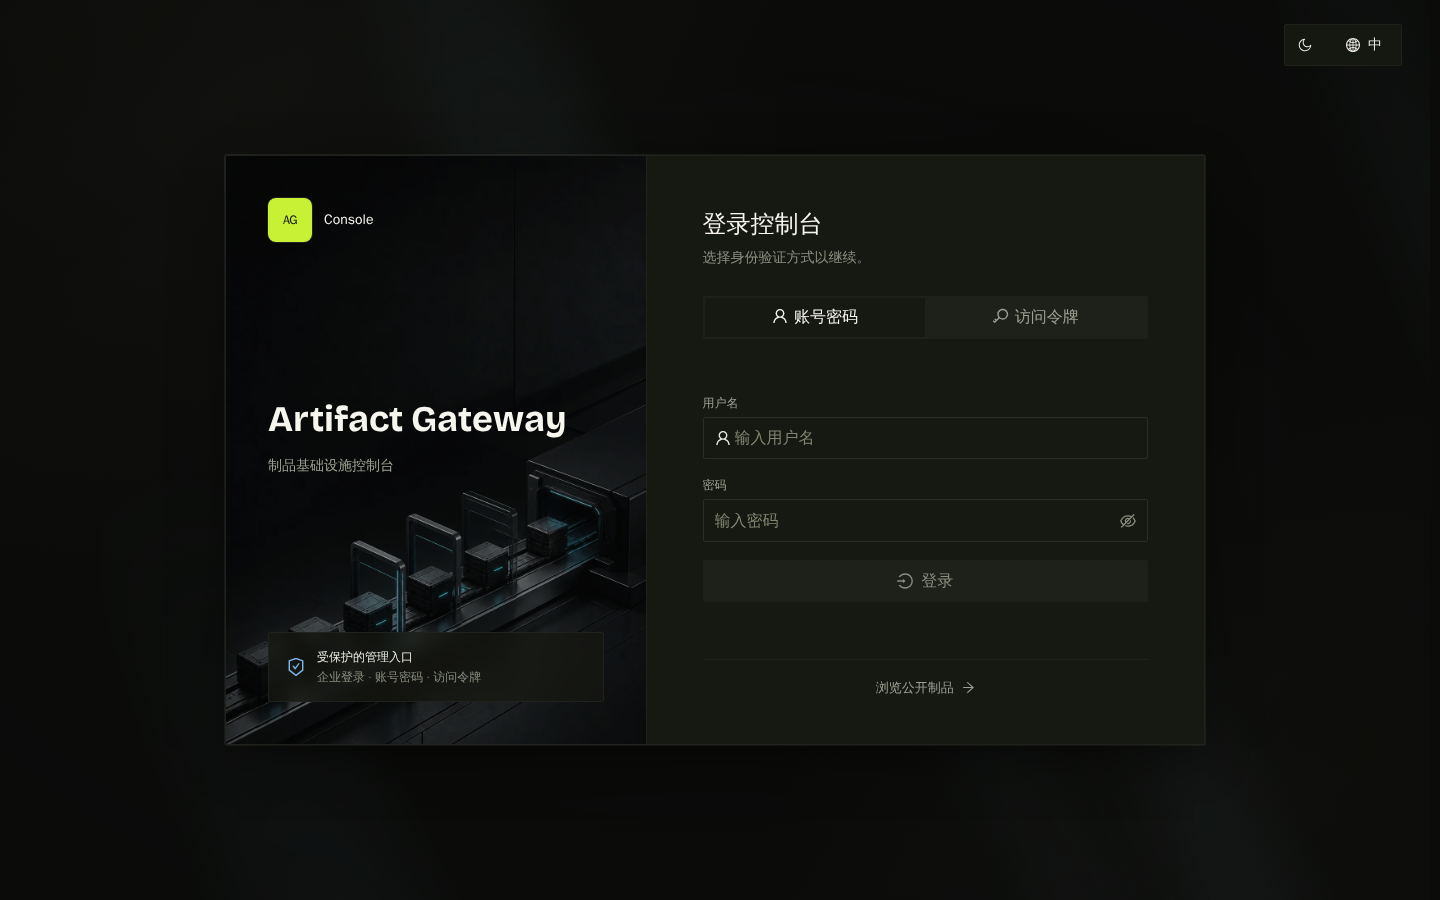 中
AG
Console
Artifact Gateway
制品基础设施控制台
受保护的管理入口
企业登录 · 账号密码 · 访问令牌
登录控制台
选择身份验证方式以继续。
账号密码
访问令牌
用户名
输入用户名
密码
输入密码
登录
浏览公开制品